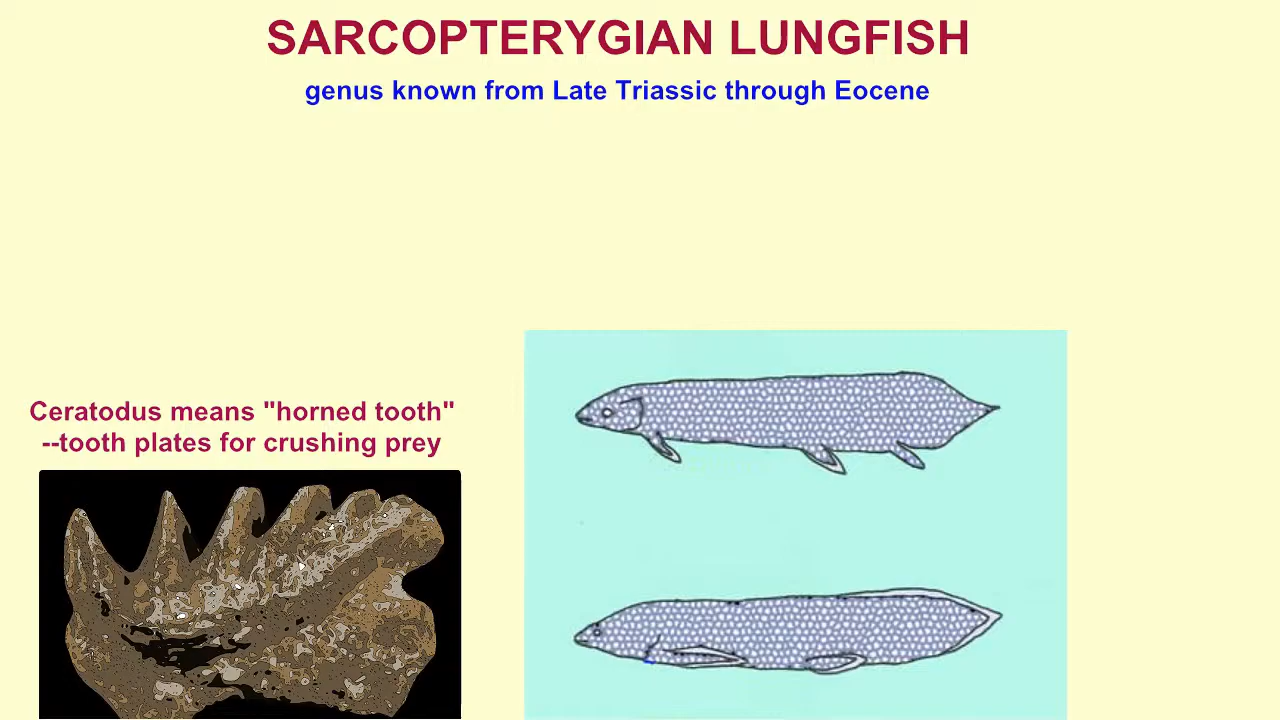 SARCOPTERYGIAN LUNGFISH
genus known from Late Triassic through Eocene
Ceratodus means "horned tooth"
--tooth plates for crushing prey